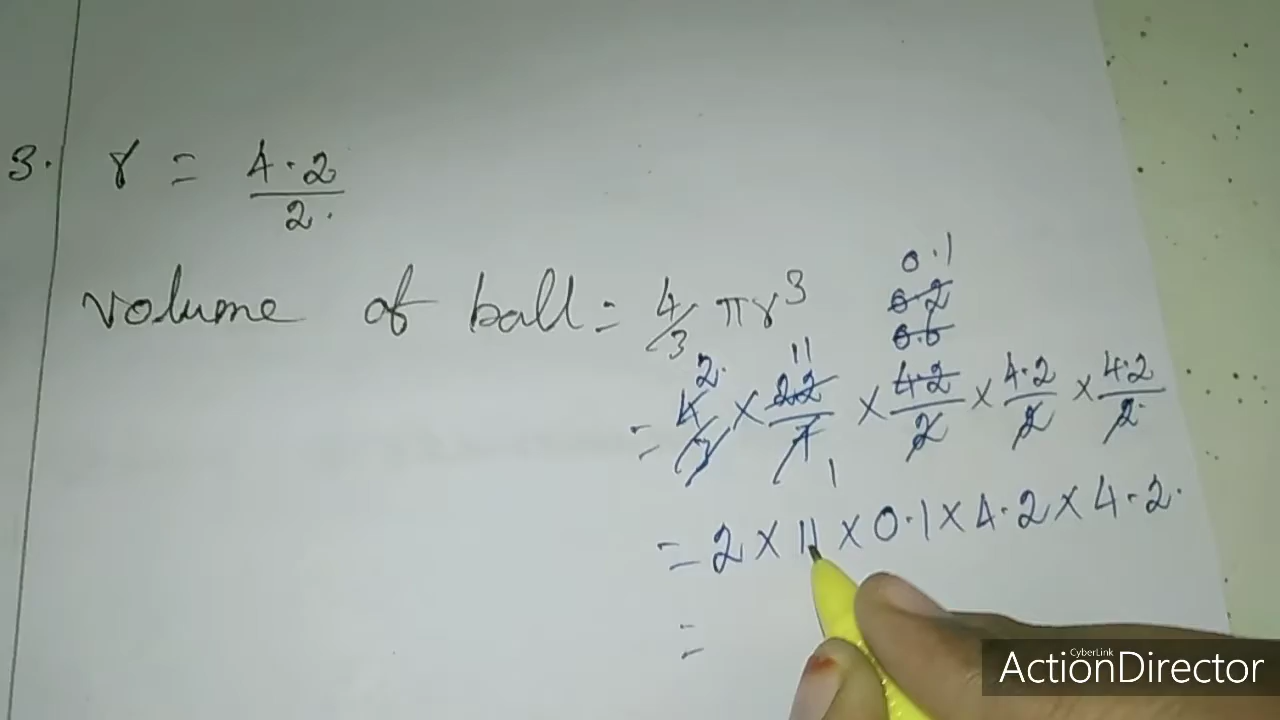 3. r = 4.2/2.
volume of ball = 4/3 πr³
0.1
0.2
0.6
2. 11
= 4/3 × 22/7 × 4.2/2 × 4.2/2 × 4.2/2
1
= 2 × 11 × 0.1 × 4.2 × 4.2.
=
CyberLink
ActionDirector